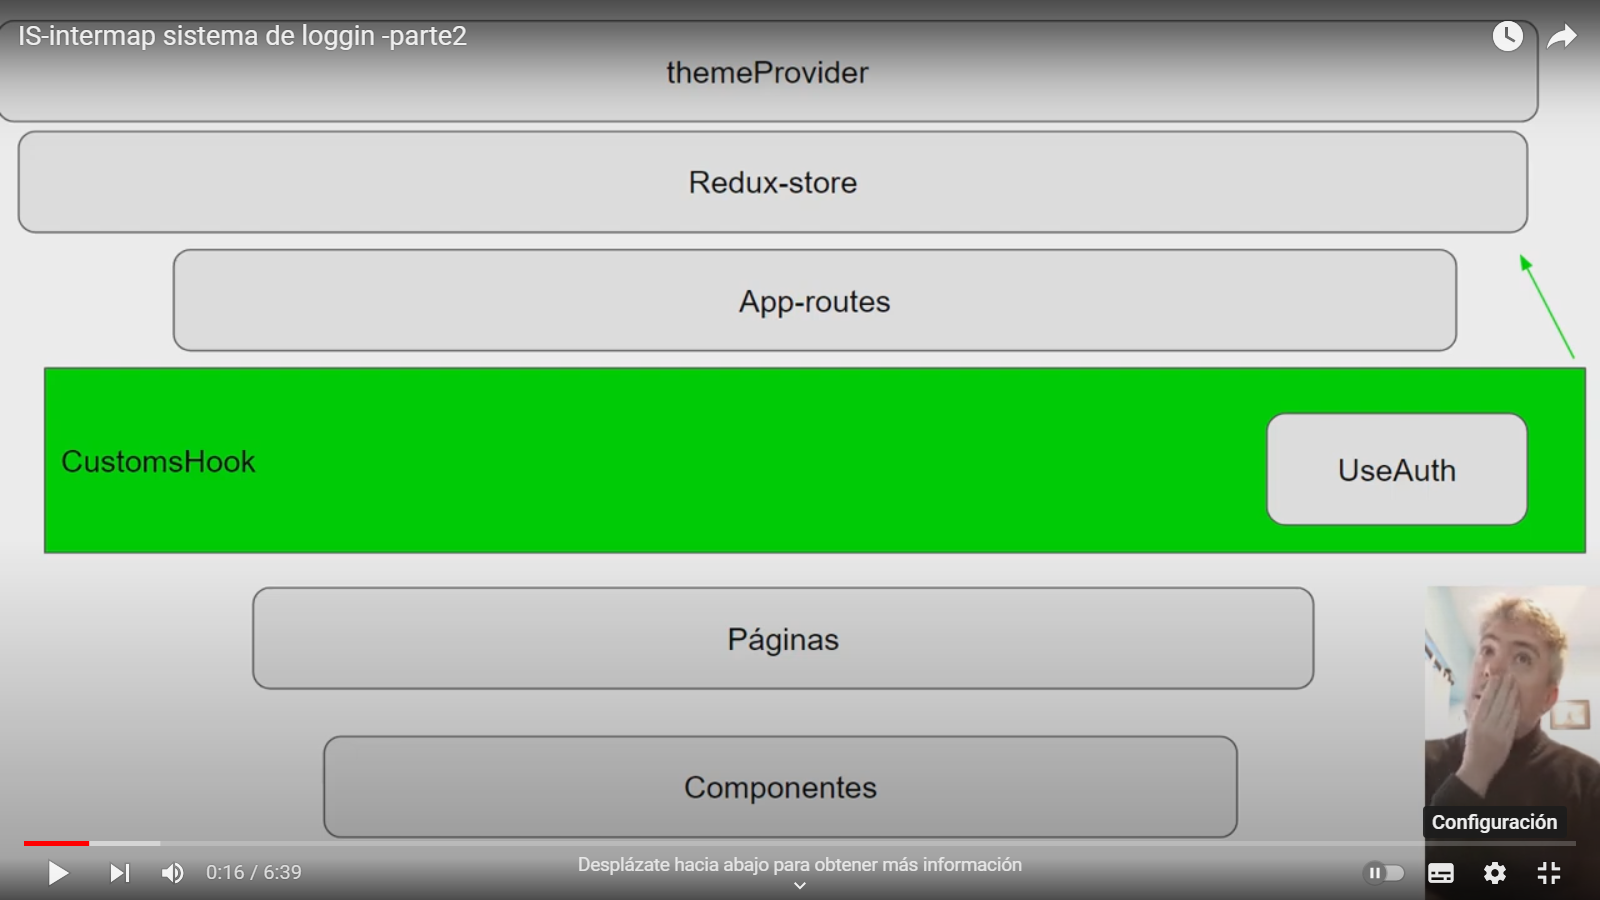 IS-intermap sistema de loggin -parte2
themeProvider
Redux-store
App-routes
CustomsHook
UseAuth
Páginas
Componentes
Configuración
0:16 / 6:39
Desplázate hacia abajo para obtener más información